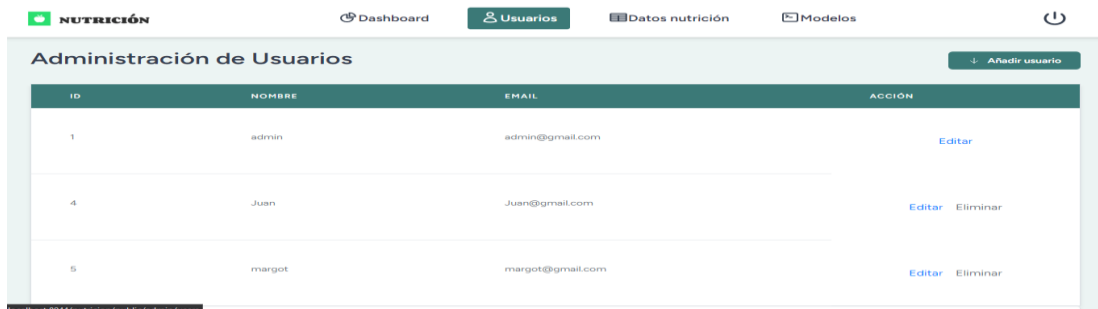 NUTRICIÓN Dashboard Usuarios Datos nutrición Modelos
Administración de Usuarios Añadir usuario
ID NOMBRE EMAIL ACCIÓN
1 admin admin@gmail.com Editar
4 Juan Juan@gmail.com Editar Eliminar
5 margot margot@gmail.com Editar Eliminar